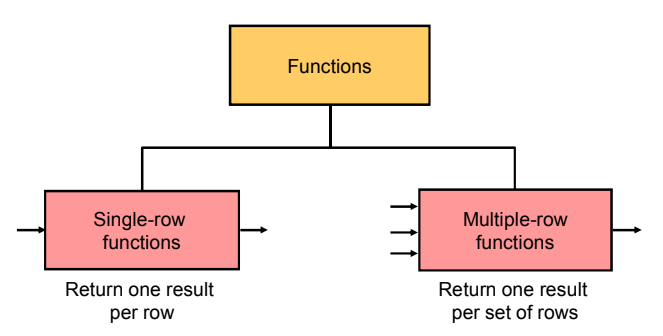 Functions
Single-row
functions
Multiple-row
functions
Return one result
per row
Return one result
per set of rows